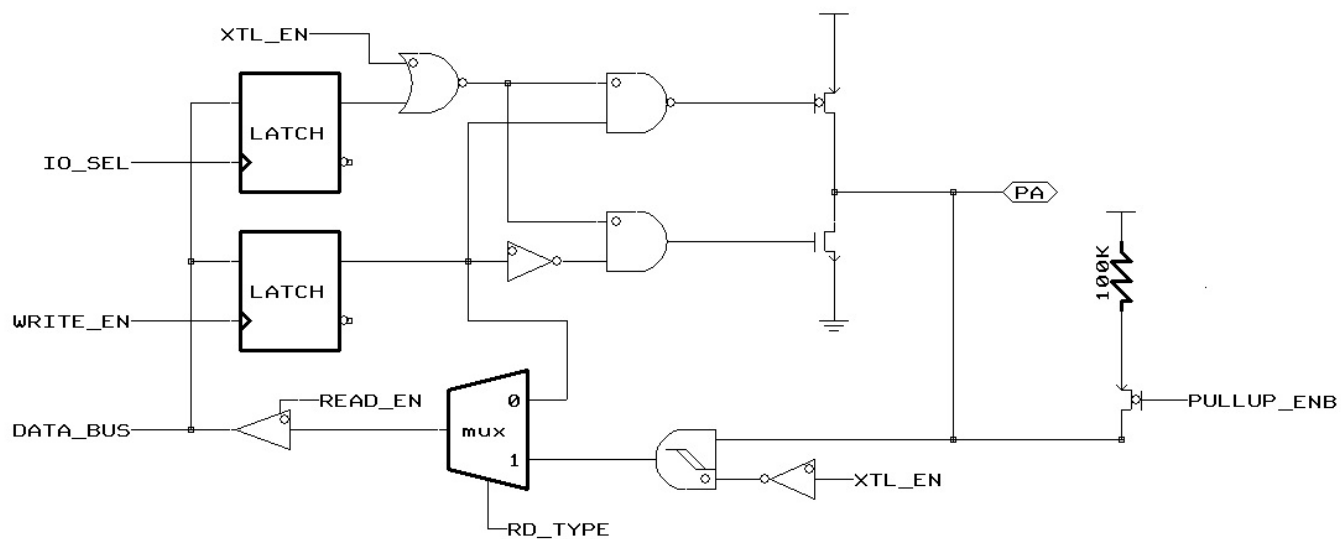 XTL_EN
LATCH
IO_SEL
PA
100K
LATCH
WRITE_EN
READ_EN
0
PULLUP_ENB
DATA_BUS
mux
1
XTL_EN
RD_TYPE